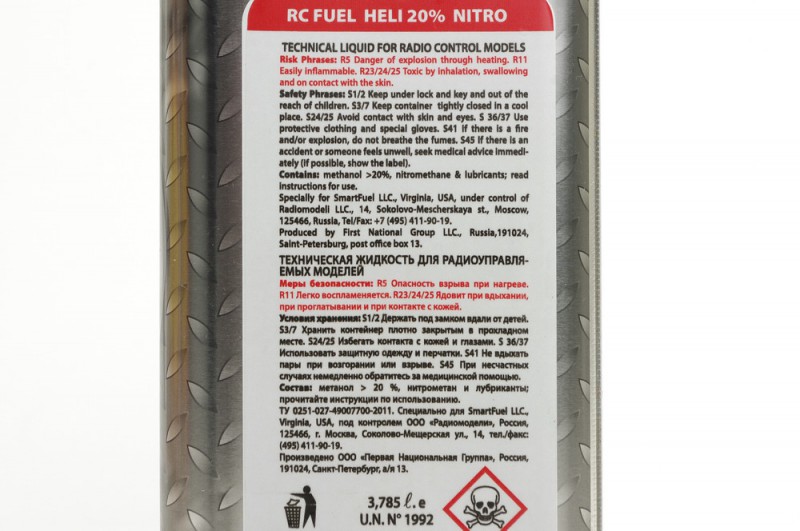 RC FUEL HELI 20% NITRO
TECHNICAL LIQUID FOR RADIO CONTROL MODELS
Risk Phrases: R5 Danger of explosion through heating. R11
Easily inflammable. R23/24/25 Toxic by inhalation, swallowing
and on contact with the skin.
Safety Phrases: S1/2 Keep under lock and key and out of the
reach of children. S3/7 Keep container tightly closed in a cool
place. S24/25 Avoid contact with skin and eyes. S 36/37 Use
protective clothing and special gloves. S41 If there is a fire
and/or explosion, do not breathe the fumes. S45 If there is an
accident or someone feels unwell, seek medical advice immedi-
ately (if possible, show the label).
Contains: methanol >20%, nitromethane & lubricants; read
instructions for use.
Specially for SmartFuel LLC., Virginia, USA, under control of
Radiomodell LLC., 14, Sokolovo-Mescherskaya st., Moscow,
125466, Russia, Tel/Fax: +7 (495) 411-90-19.
Produced by First National Group LLC., Russia,191024,
Saint-Petersburg, post office box 13.
ТЕХНИЧЕСКАЯ ЖИДКОСТЬ ДЛЯ РАДИОУПРАВЛЯ-
ЕМЫХ МОДЕЛЕЙ
Меры безопасности: R5 Опасность взрыва при нагреве.
R11 Легко воспламеняется. R23/24/25 Ядовит при вдыхании,
при проглатывании и при контакте с кожей.
Условия хранения: S1/2 Держать под замком вдали от детей.
S3/7 Хранить контейнер плотно закрытым в прохладном
месте. S24/25 Избегать контакта с кожей и глазами. S 36/37
Использовать защитную одежду и перчатки. S41 Не вдыхать
пары при возгорании или взрыве. S45 При несчастных
случаях немедленно обратитесь за медицинской помощью.
Состав: метанол > 20 %, нитрометан и лубриканты;
прочитайте инструкции по использованию.
ТУ 0251-027-49007700-2011. Специально для SmartFuel LLC.,
Virginia, USA, под контролем ООО «Радиомодели», Россия,
125466, г. Москва, Соколово-Мещерская ул., 14, тел./факс:
(495) 411-90-19.
Произведено ООО «Первая Национальная Группа», Россия,
191024, Санкт-Петербург, а/я 13.
3,785 ℓ. e
U.N. N° 1992